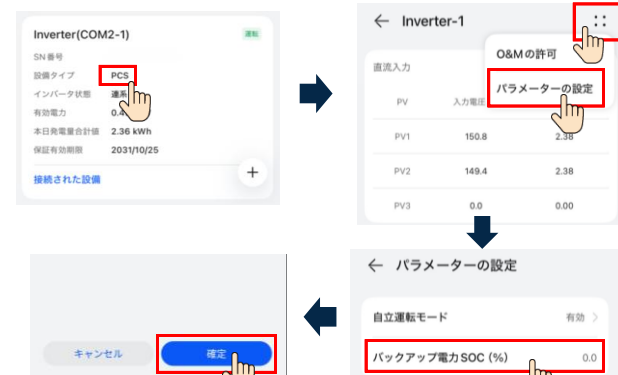 Inverter(COM2-1)
運転
SN番号
設備タイプ PCS
インバータ状態
有効電力
本日発電量合計値 2.36 kWh
保証有効期限 2031/10/25
接続された設備
+
← Inverter-1
O&Mの許可
パラメーターの設定
直流入力
PV 入力電圧
PV1 150.8 2.38
PV2 149.4 2.38
PV3 0.0 0.00
← パラメーターの設定
自立運転モード 有効 >
バックアップ電力SOC (%) 0.0
キャンセル 確定